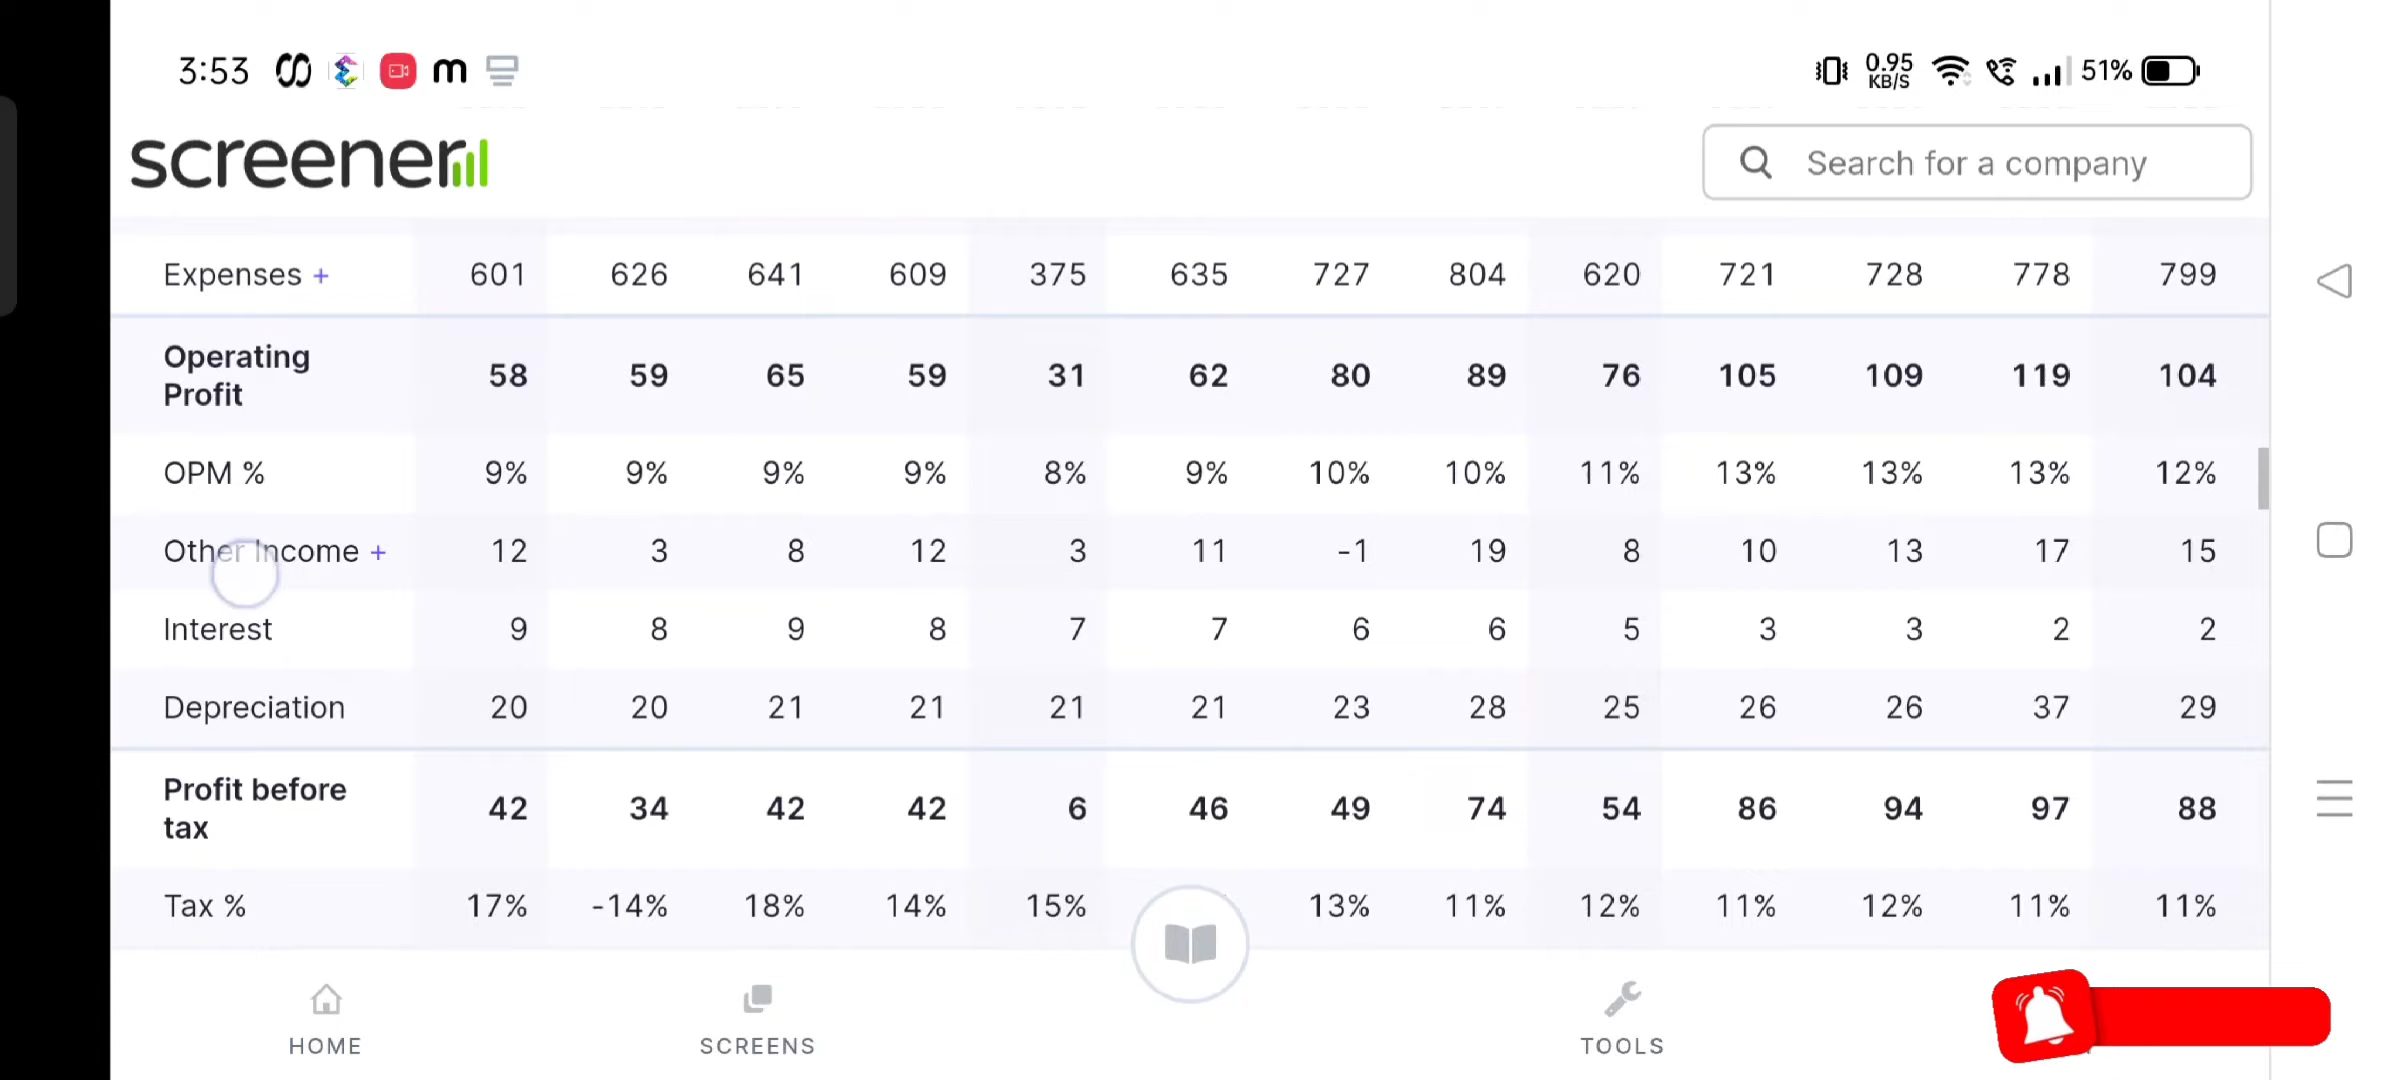 3:53 m 0.95 KB/S 51%
screener
Search for a company
Expenses + 601 626 641 609 375 635 727 804 620 721 728 778 799
Operating Profit 58 59 65 59 31 62 80 89 76 105 109 119 104
OPM % 9% 9% 9% 9% 8% 9% 10% 10% 11% 13% 13% 13% 12%
Other Income + 12 3 8 12 3 11 -1 19 8 10 13 17 15
Interest 9 8 9 8 7 7 6 6 5 3 3 2 2
Depreciation 20 20 21 21 21 21 23 28 25 26 26 37 29
Profit before tax 42 34 42 42 6 46 49 74 54 86 94 97 88
Tax % 17% -14% 18% 14% 15% 13% 11% 12% 11% 12% 11% 11%
HOME SCREENS TOOLS